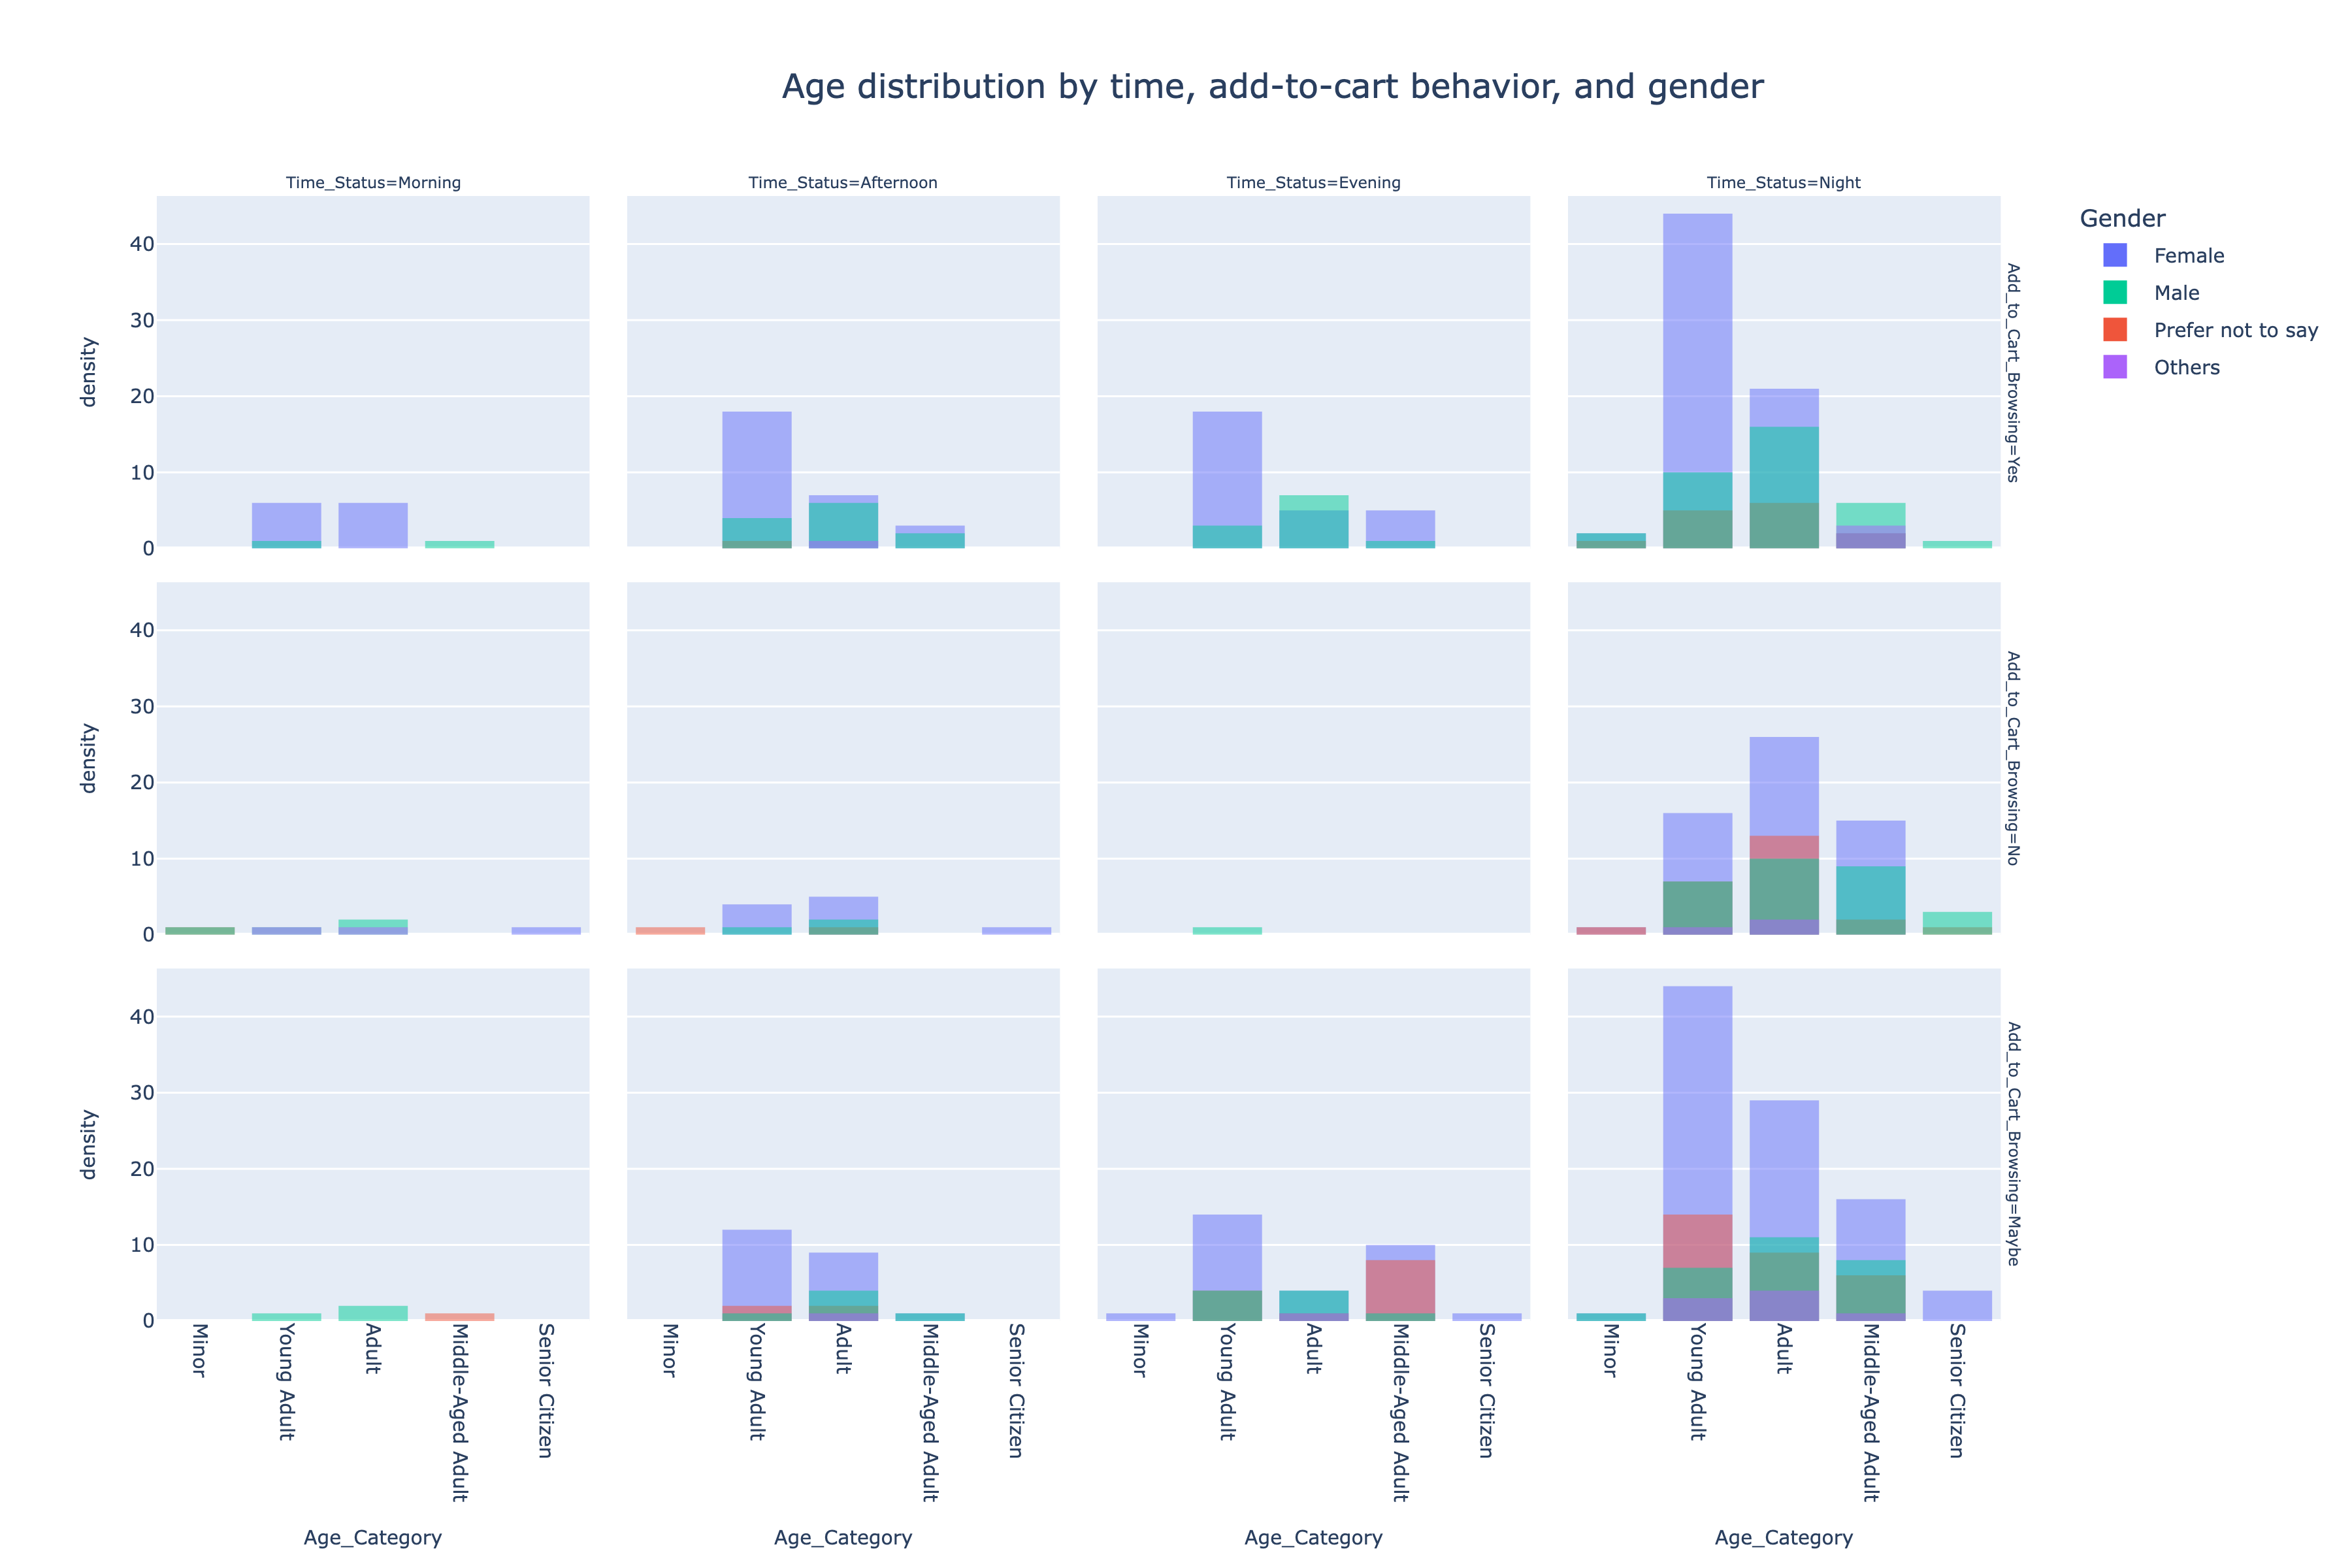 Age distribution by time, add-to-cart behavior, and gender
Time_Status=Morning
Time_Status=Afternoon
Time_Status=Evening
Time_Status=Night
Gender
Female
Male
Prefer not to say
Others
density
40
30
20
10
0
Add_to_Cart_Browsing=Yes
density
40
30
20
10
0
Add_to_Cart_Browsing=No
density
40
30
20
10
0
Add_to_Cart_Browsing=Maybe
Minor
Young Adult
Adult
Middle-Aged Adult
Senior Citizen
Minor
Young Adult
Adult
Middle-Aged Adult
Senior Citizen
Minor
Young Adult
Adult
Middle-Aged Adult
Senior Citizen
Minor
Young Adult
Adult
Middle-Aged Adult
Senior Citizen
Age_Category
Age_Category
Age_Category
Age_Category